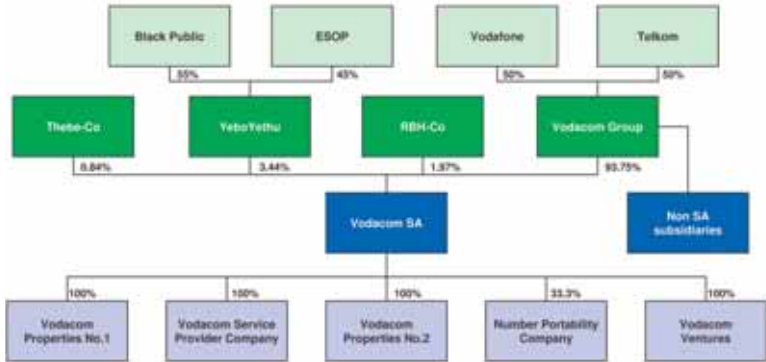 Black Public
ESOP
Vodafone
Telkom
55%
45%
50%
50%
Thebe-Co
YeboYethu
RBH-Co
Vodacom Group
0.84%
3.44%
1.97%
93.75%
Vodacom SA
Non SA
subsidiaries
100%
100%
100%
33.3%
100%
Vodacom
Properties No.1
Vodacom Service
Provider Company
Vodacom
Properties No.2
Number Portability
Company
Vodacom
Ventures